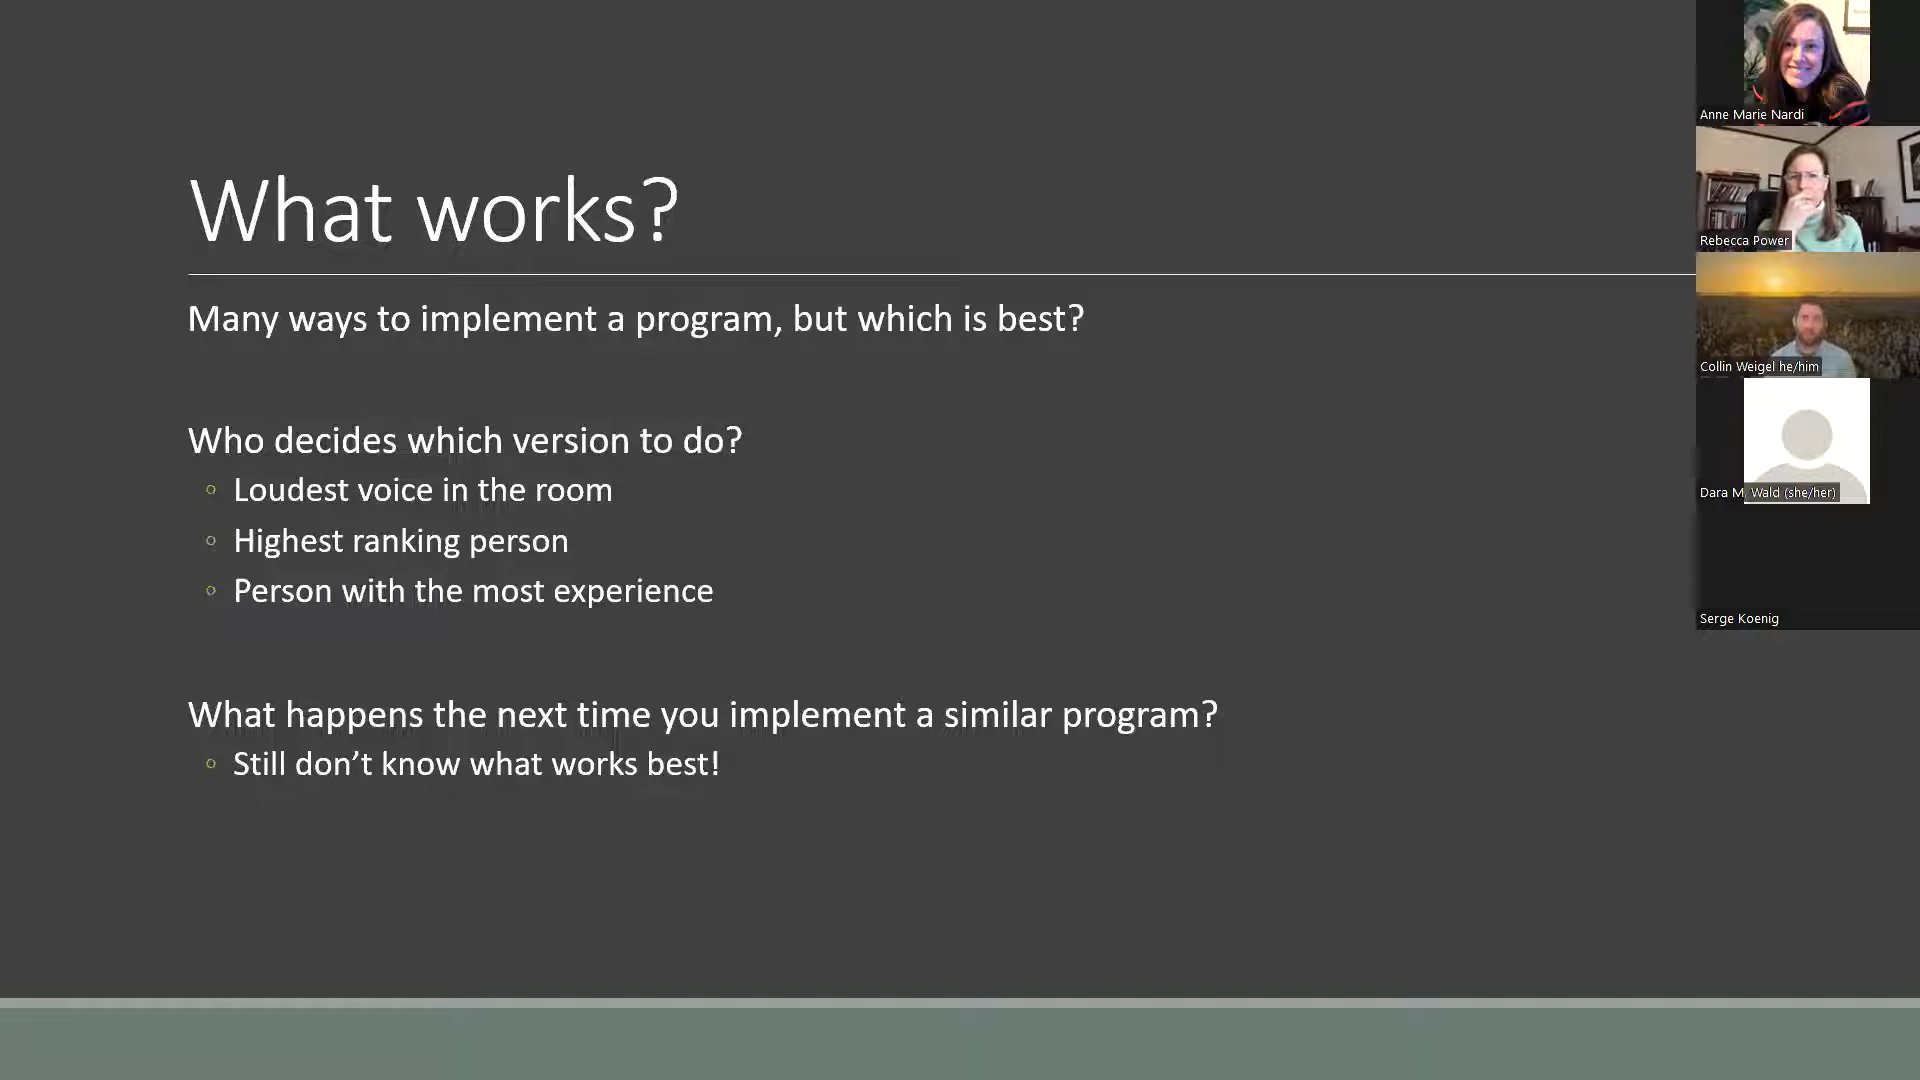 What works?
Many ways to implement a program, but which is best?
Who decides which version to do?
◦ Loudest voice in the room
◦ Highest ranking person
◦ Person with the most experience
What happens the next time you implement a similar program?
◦ Still don’t know what works best!
Anne Marie Nardi
Rebecca Power
Collin Weigel he/him
Dara M. Wald (she/her)
Serge Koenig